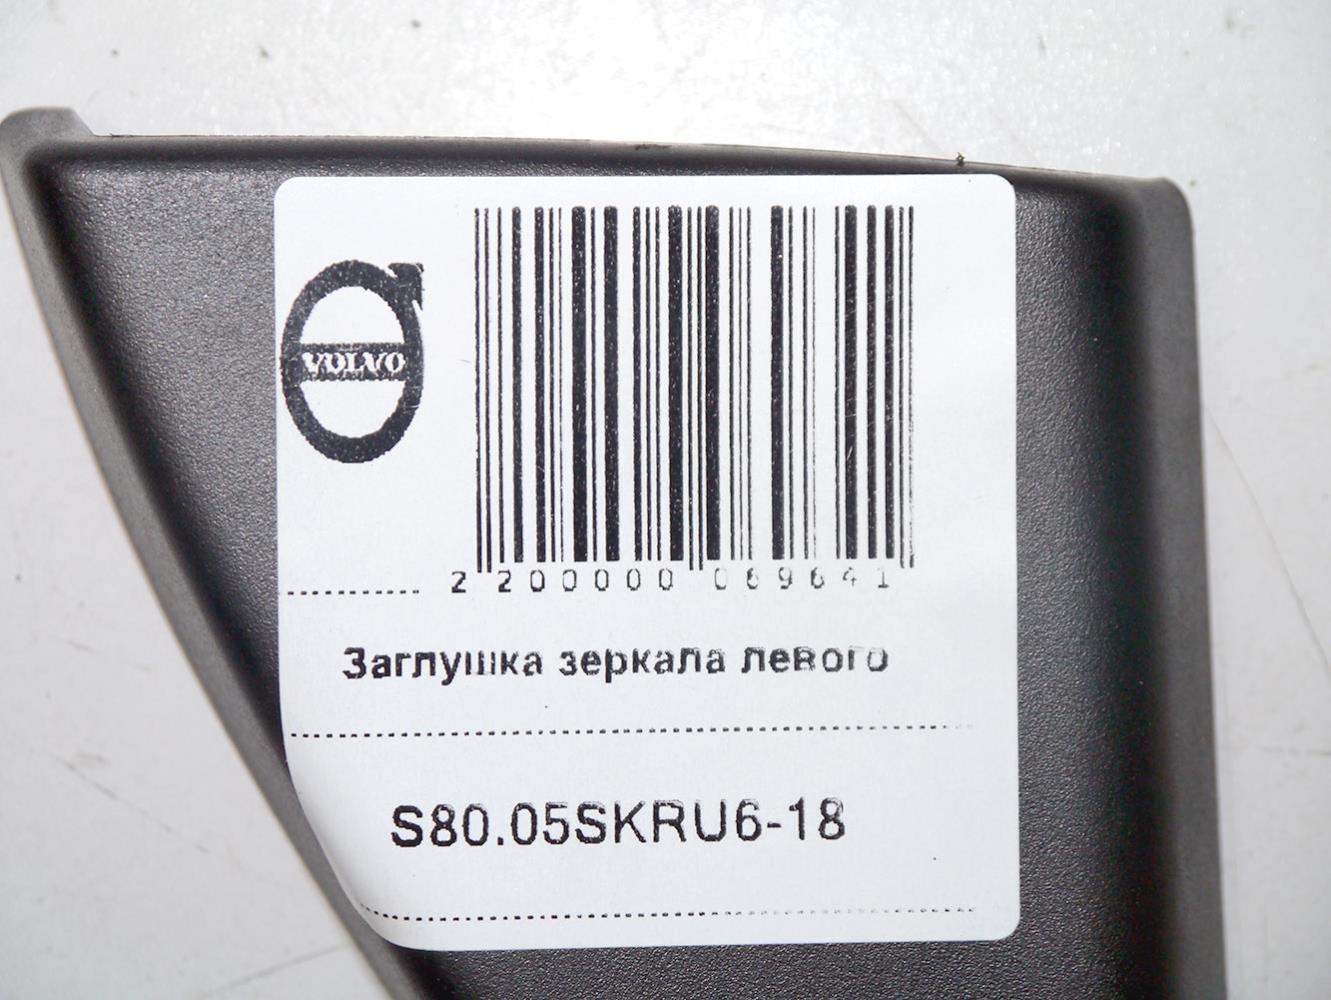 VOLVO
2 200000 069641
Заглушка зеркала левого
S80.05SKRU6-18